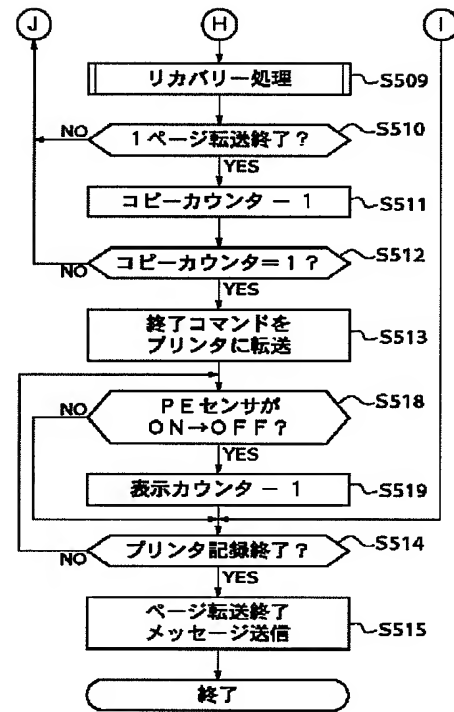 J
H
I
リカバリー処理
S509
1ページ転送終了?
S510
NO
YES
コピーカウンタ － 1
S511
コピーカウンタ＝1?
S512
NO
YES
終了コマンドを
プリンタに転送
S513
PEセンサが
ON→OFF?
S518
NO
YES
表示カウンタ － 1
S519
プリンタ記録終了?
S514
NO
YES
ページ転送終了
メッセージ送信
S515
終了